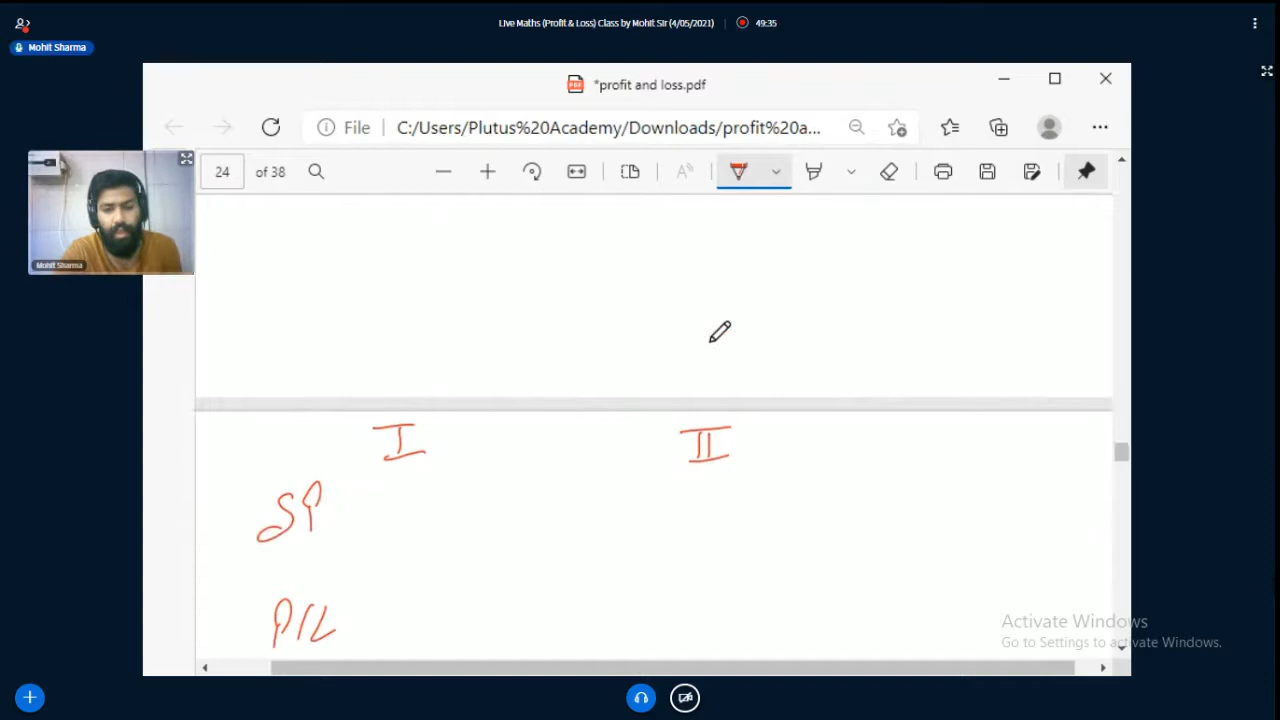 Live Maths (Profit & Loss) Class by Mohit Sir (4/05/2021) 49:35
Mohit Sharma
*profit and loss.pdf
File C:/Users/Plutus%20Academy/Downloads/profit%20a...
24 of 38
Mohit Sharma
I II
SP
P/L
Activate Windows
Go to Settings to activate Windows.